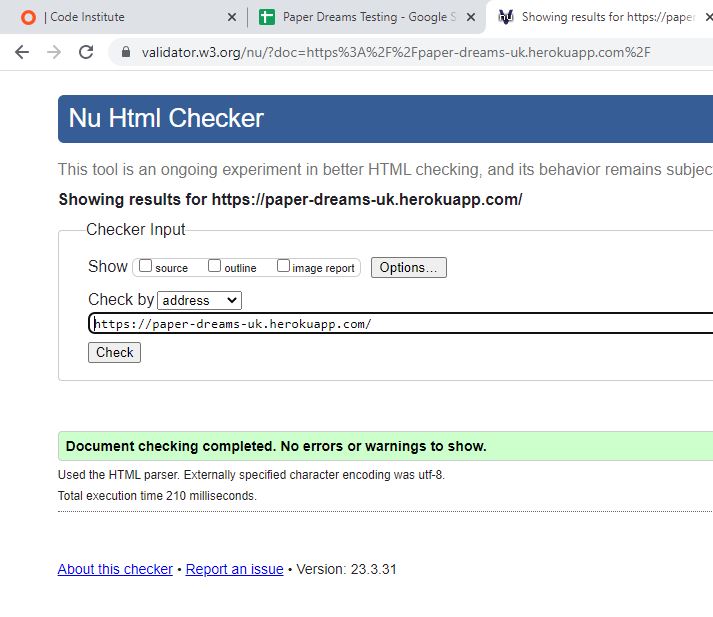 | Code Institute
Paper Dreams Testing - Google S
Showing results for https://paper
validator.w3.org/nu/?doc=https%3A%2F%2Fpaper-dreams-uk.herokuapp.com%2F
Nu Html Checker
This tool is an ongoing experiment in better HTML checking, and its behavior remains subjec
Showing results for https://paper-dreams-uk.herokuapp.com/
Checker Input
Show source outline image report Options...
Check by address
https://paper-dreams-uk.herokuapp.com/
Check
Document checking completed. No errors or warnings to show.
Used the HTML parser. Externally specified character encoding was utf-8.
Total execution time 210 milliseconds.
About this checker • Report an issue • Version: 23.3.31